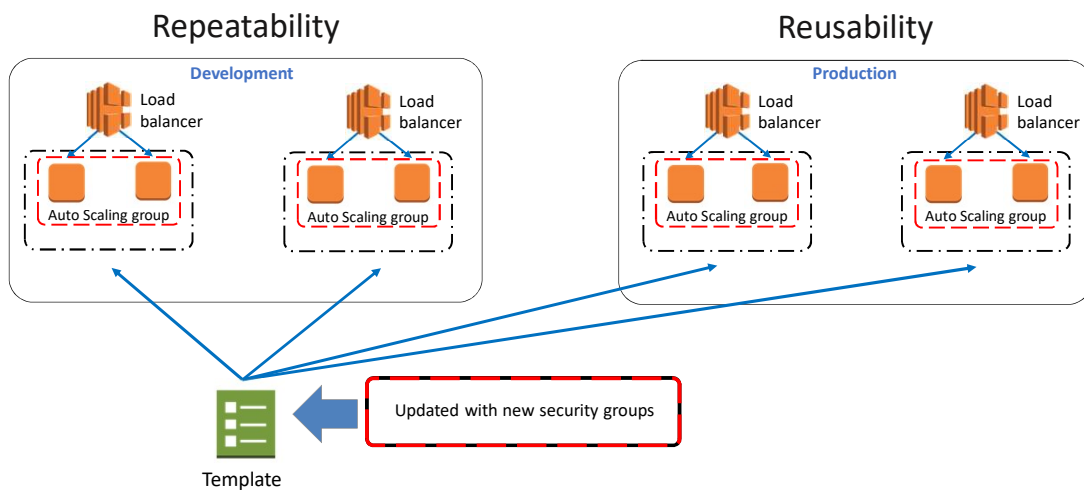 Repeatability
Reusability
Development
Load
balancer
Auto Scaling group
Load
balancer
Auto Scaling group
Production
Load
balancer
Auto Scaling group
Load
balancer
Auto Scaling group
Updated with new security groups
Template